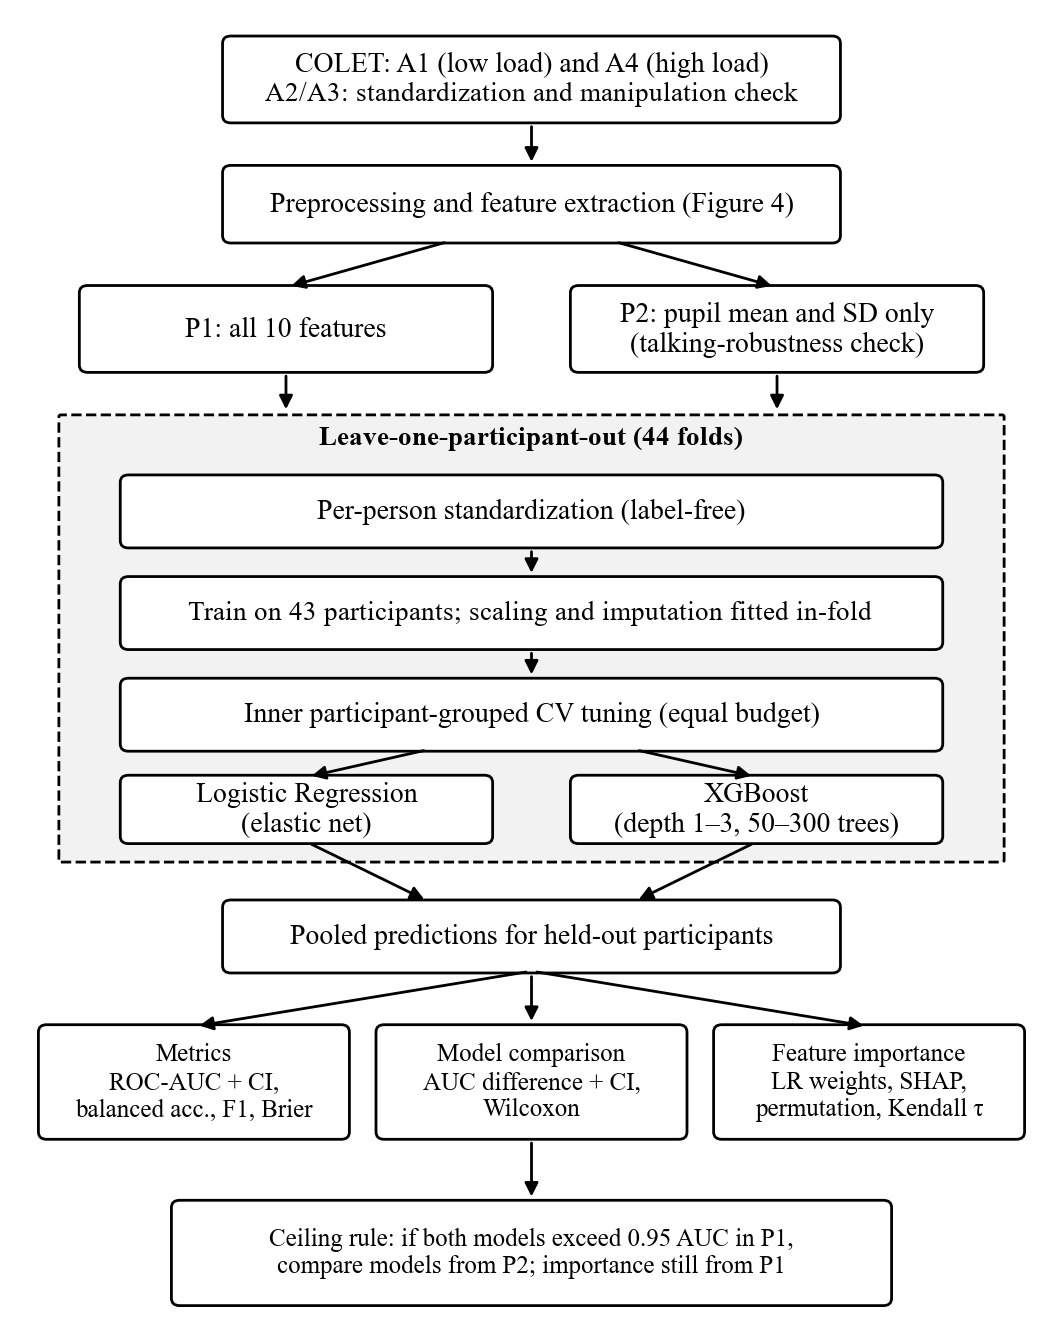 COLET: A1 (low load) and A4 (high load)
A2/A3: standardization and manipulation check
Preprocessing and feature extraction (Figure 4)
P1: all 10 features
P2: pupil mean and SD only
(talking-robustness check)
Leave-one-participant-out (44 folds)
Per-person standardization (label-free)
Train on 43 participants; scaling and imputation fitted in-fold
Inner participant-grouped CV tuning (equal budget)
Logistic Regression
(elastic net)
XGBoost
(depth 1–3, 50–300 trees)
Pooled predictions for held-out participants
Metrics
ROC-AUC + CI,
balanced acc., F1, Brier
Model comparison
AUC difference + CI,
Wilcoxon
Feature importance
LR weights, SHAP,
permutation, Kendall τ
Ceiling rule: if both models exceed 0.95 AUC in P1,
compare models from P2; importance still from P1